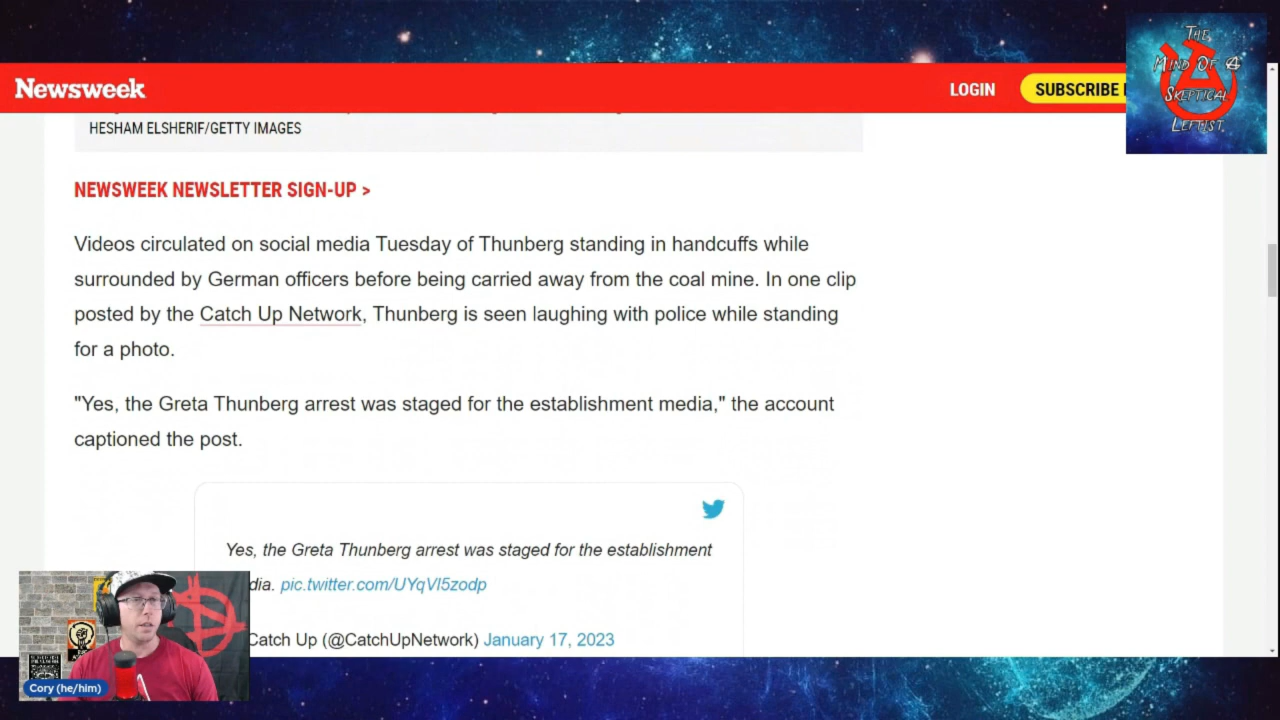 The
Mind Of A
Skeptical
Leftist
Newsweek
LOGIN
SUBSCRIBE
HESHAM ELSHERIF/GETTY IMAGES
NEWSWEEK NEWSLETTER SIGN-UP >
Videos circulated on social media Tuesday of Thunberg standing in handcuffs while
surrounded by German officers before being carried away from the coal mine. In one clip
posted by the Catch Up Network, Thunberg is seen laughing with police while standing
for a photo.
"Yes, the Greta Thunberg arrest was staged for the establishment media," the account
captioned the post.
Yes, the Greta Thunberg arrest was staged for the establishment
dia. pic.twitter.com/UYqVl5zodp
Catch Up (@CatchUpNetwork) January 17, 2023
Cory (he/him)